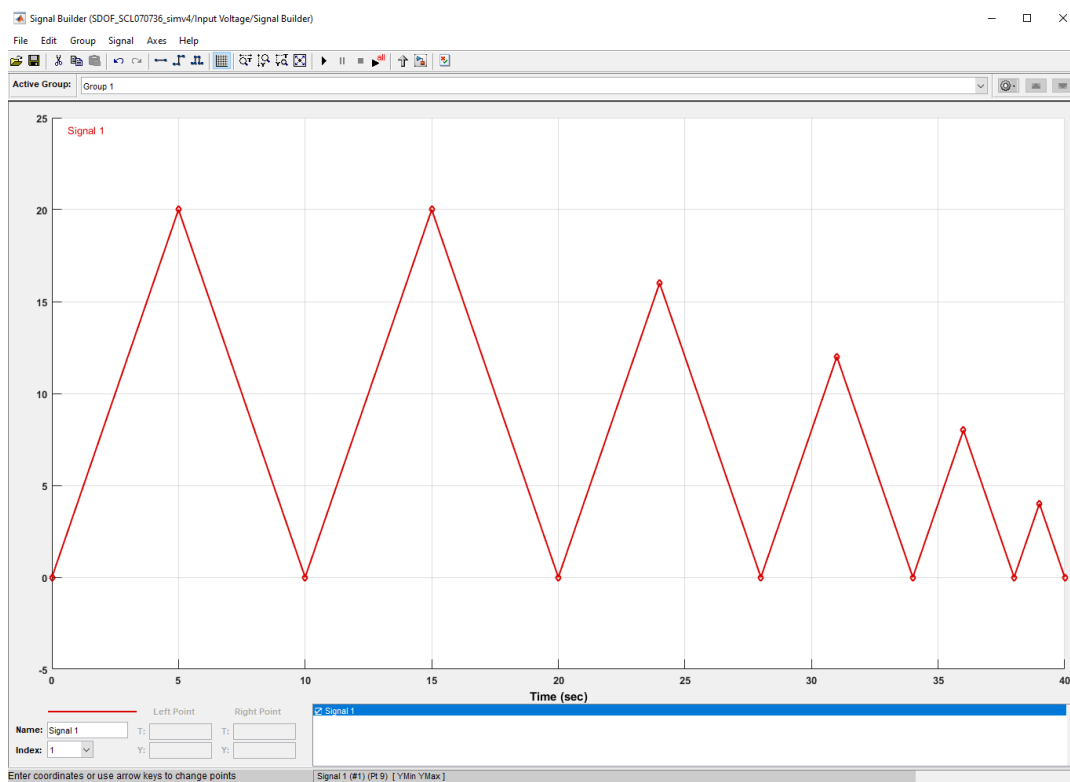 Signal Builder (SDOF_SCL070736_simv4/Input Voltage/Signal Builder)
File Edit Group Signal Axes Help
all
Active Group: Group 1
Signal 1
25
20
15
10
5
0
-5
0 5 10 15 20 25 30 35 40
Time (sec)
Left Point Right Point
Signal 1
Name: Signal 1 T: T:
Index: 1 Y: Y:
Enter coordinates or use arrow keys to change points Signal 1 (#1) (Pt 9) [ YMin YMax ]